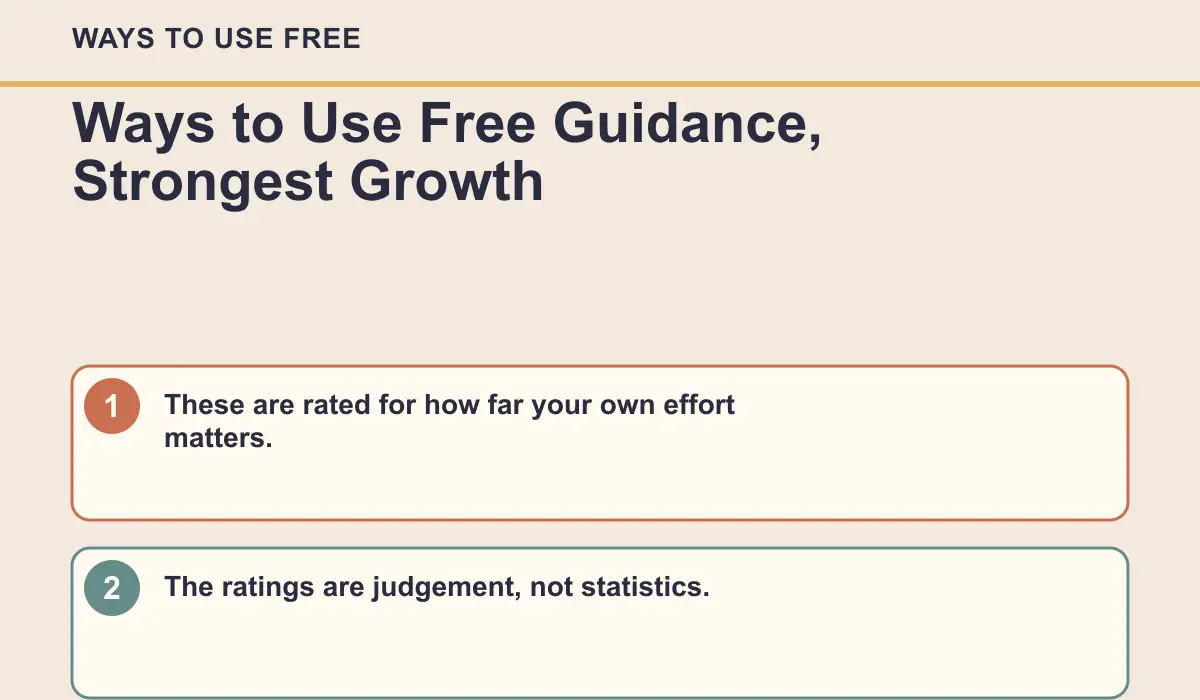 WAYS TO USE FREE
Ways to Use Free Guidance,
Strongest Growth
1
These are rated for how far your own effort
matters.
2
The ratings are judgement, not statistics.